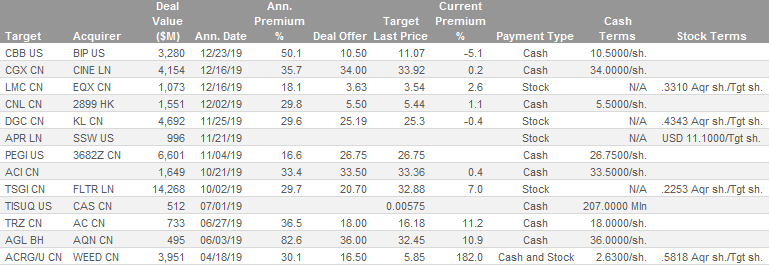 Target Acquirer Deal Value ($M) Ann. Date Ann. Premium % Deal Offer Target Last Price Current Premium % Payment Type Cash Terms Stock Terms
CBB US BIP US 3,280 12/23/19 50.1 10.50 11.07 -5.1 Cash 10.5000/sh.
CGX CN CINE LN 4,154 12/16/19 35.7 34.00 33.92 0.2 Cash 34.0000/sh.
LMC CN EQX CN 1,073 12/16/19 18.1 3.63 3.54 2.6 Stock N/A .3310 Aqr sh./Tgt sh.
CNL CN 2899 HK 1,551 12/02/19 29.8 5.50 5.44 1.1 Cash 5.5000/sh.
DGC CN KL CN 4,692 11/25/19 29.6 25.19 25.3 -0.4 Stock N/A .4343 Aqr sh./Tgt sh.
APR LN SSW US 996 11/21/19 Stock N/A USD 11.1000/Tgt sh.
PEGI US 3682Z CN 6,601 11/04/19 16.6 26.75 26.75 Cash 26.7500/sh.
ACI CN 1,649 10/21/19 33.4 33.50 33.36 0.4 Cash 33.5000/sh.
TSGI CN FLTR LN 14,268 10/02/19 29.7 20.70 32.88 7.0 Stock N/A .2253 Aqr sh./Tgt sh.
TISUQ US CAS CN 512 07/01/19 0.00575 Cash 207.0000 Mln
TRZ CN AC CN 733 06/27/19 36.5 18.00 16.18 11.2 Cash 18.0000/sh.
AGL BH AQN CN 495 06/03/19 82.6 36.00 32.45 10.9 Cash 36.0000/sh.
ACRG/U CN WEED CN 3,951 04/18/19 30.1 16.50 5.85 182.0 Cash and Stock 2.6300/sh. .5818 Aqr sh./Tgt sh.